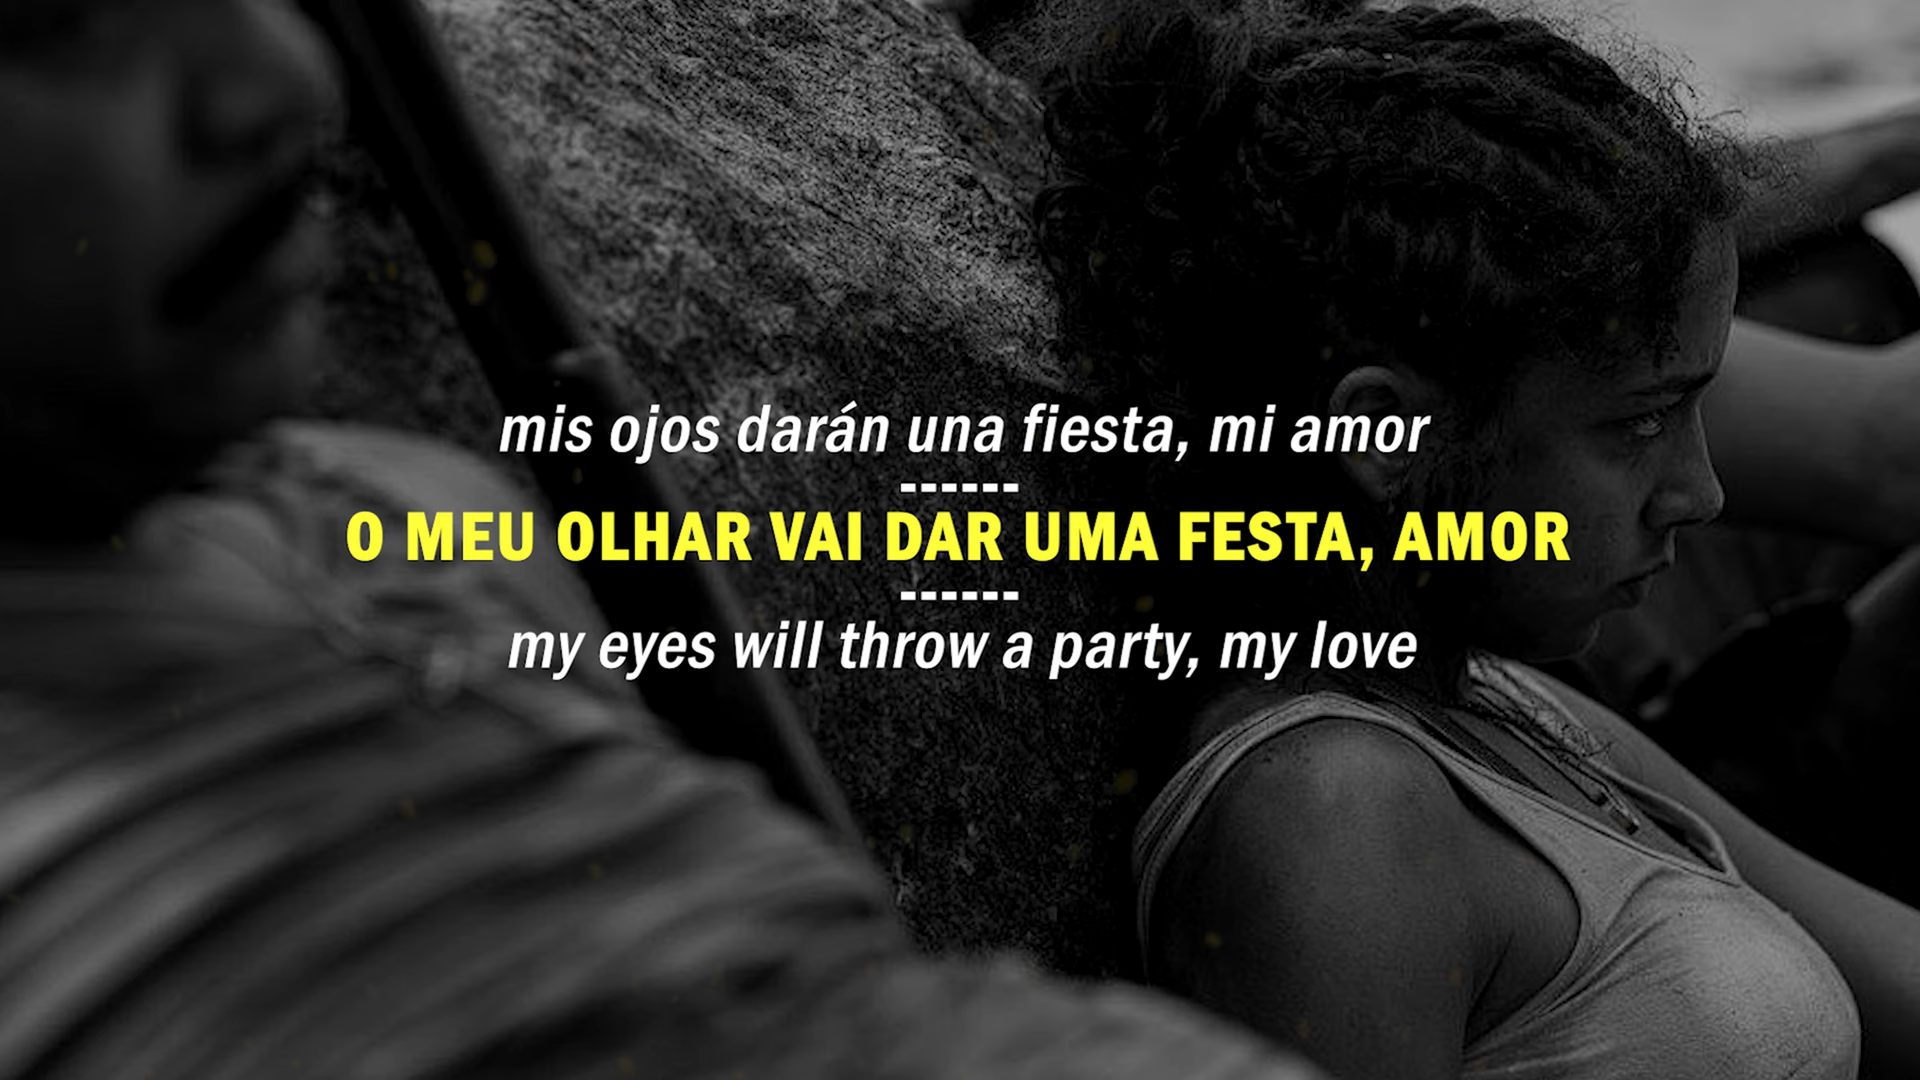 mis ojos darán una fiesta, mi amor
------
O MEU OLHAR VAI DAR UMA FESTA, AMOR
------
my eyes will throw a party, my love